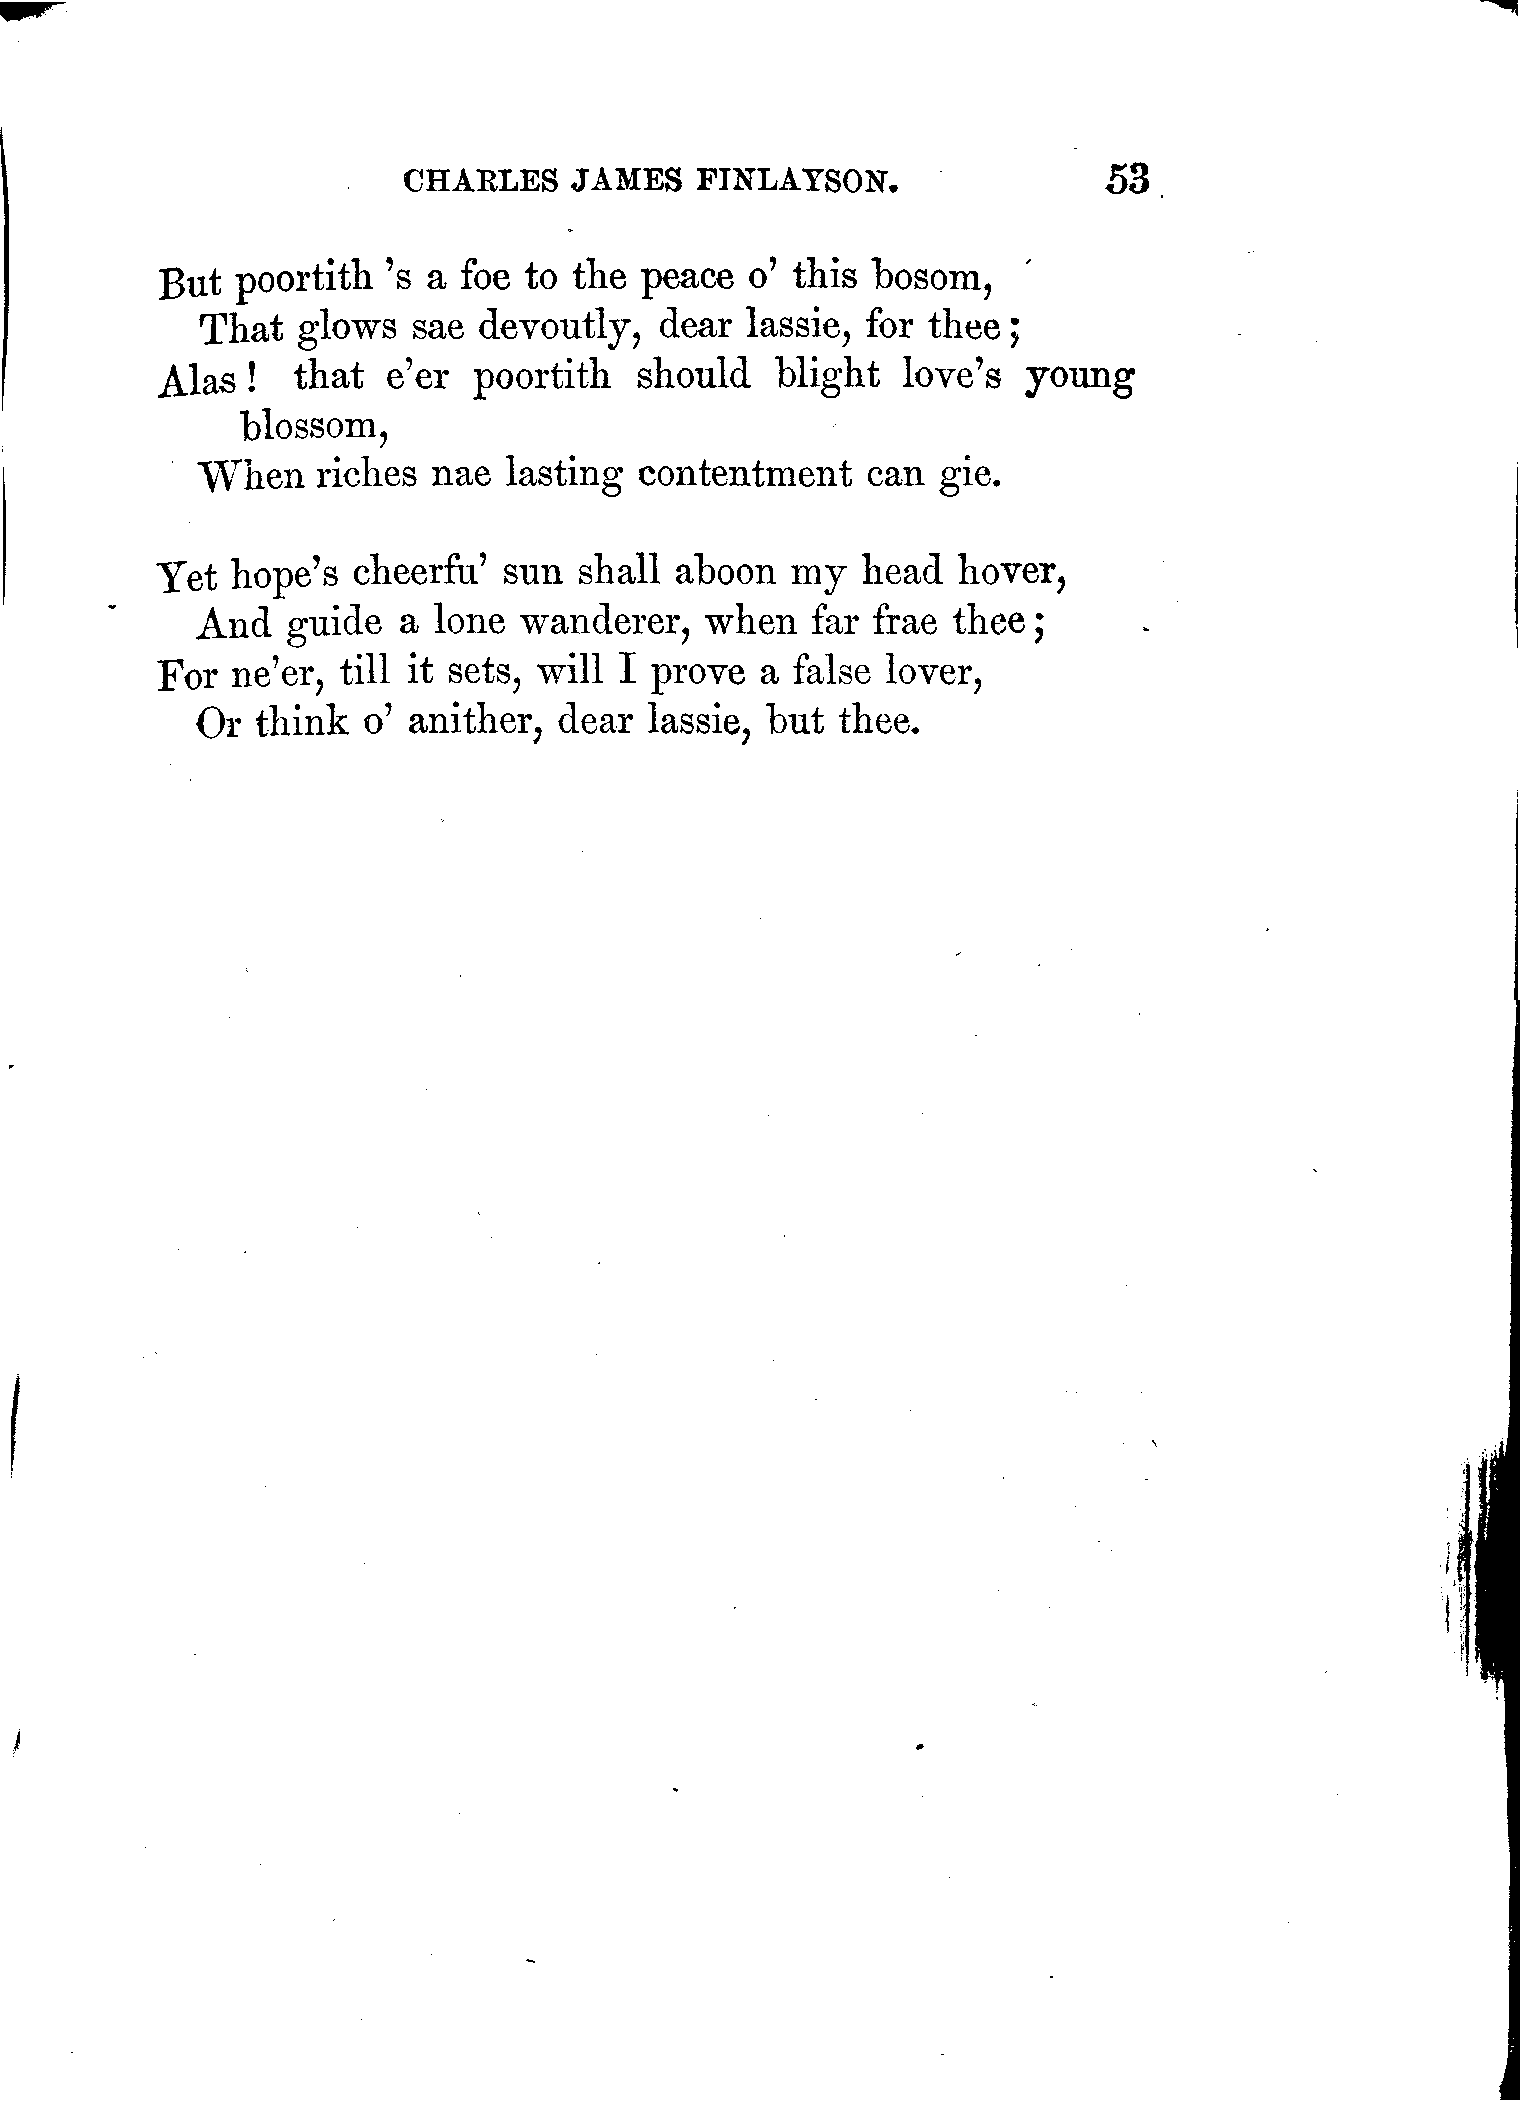 CHARLES JAMES FINLAYSON. 53
But poortith 's a foe to the peace o' this bosom,
That glows sae devoutly, dear lassie, for thee;
Alas! that e'er poortith should blight love's young
blossom,
When riches nae lasting contentment can gie.
Yet hope's cheerfu' sun shall aboon my head hover,
And guide a lone wanderer, when far frae thee;
For ne'er, till it sets, will I prove a false lover,
Or think o' anither, dear lassie, but thee.